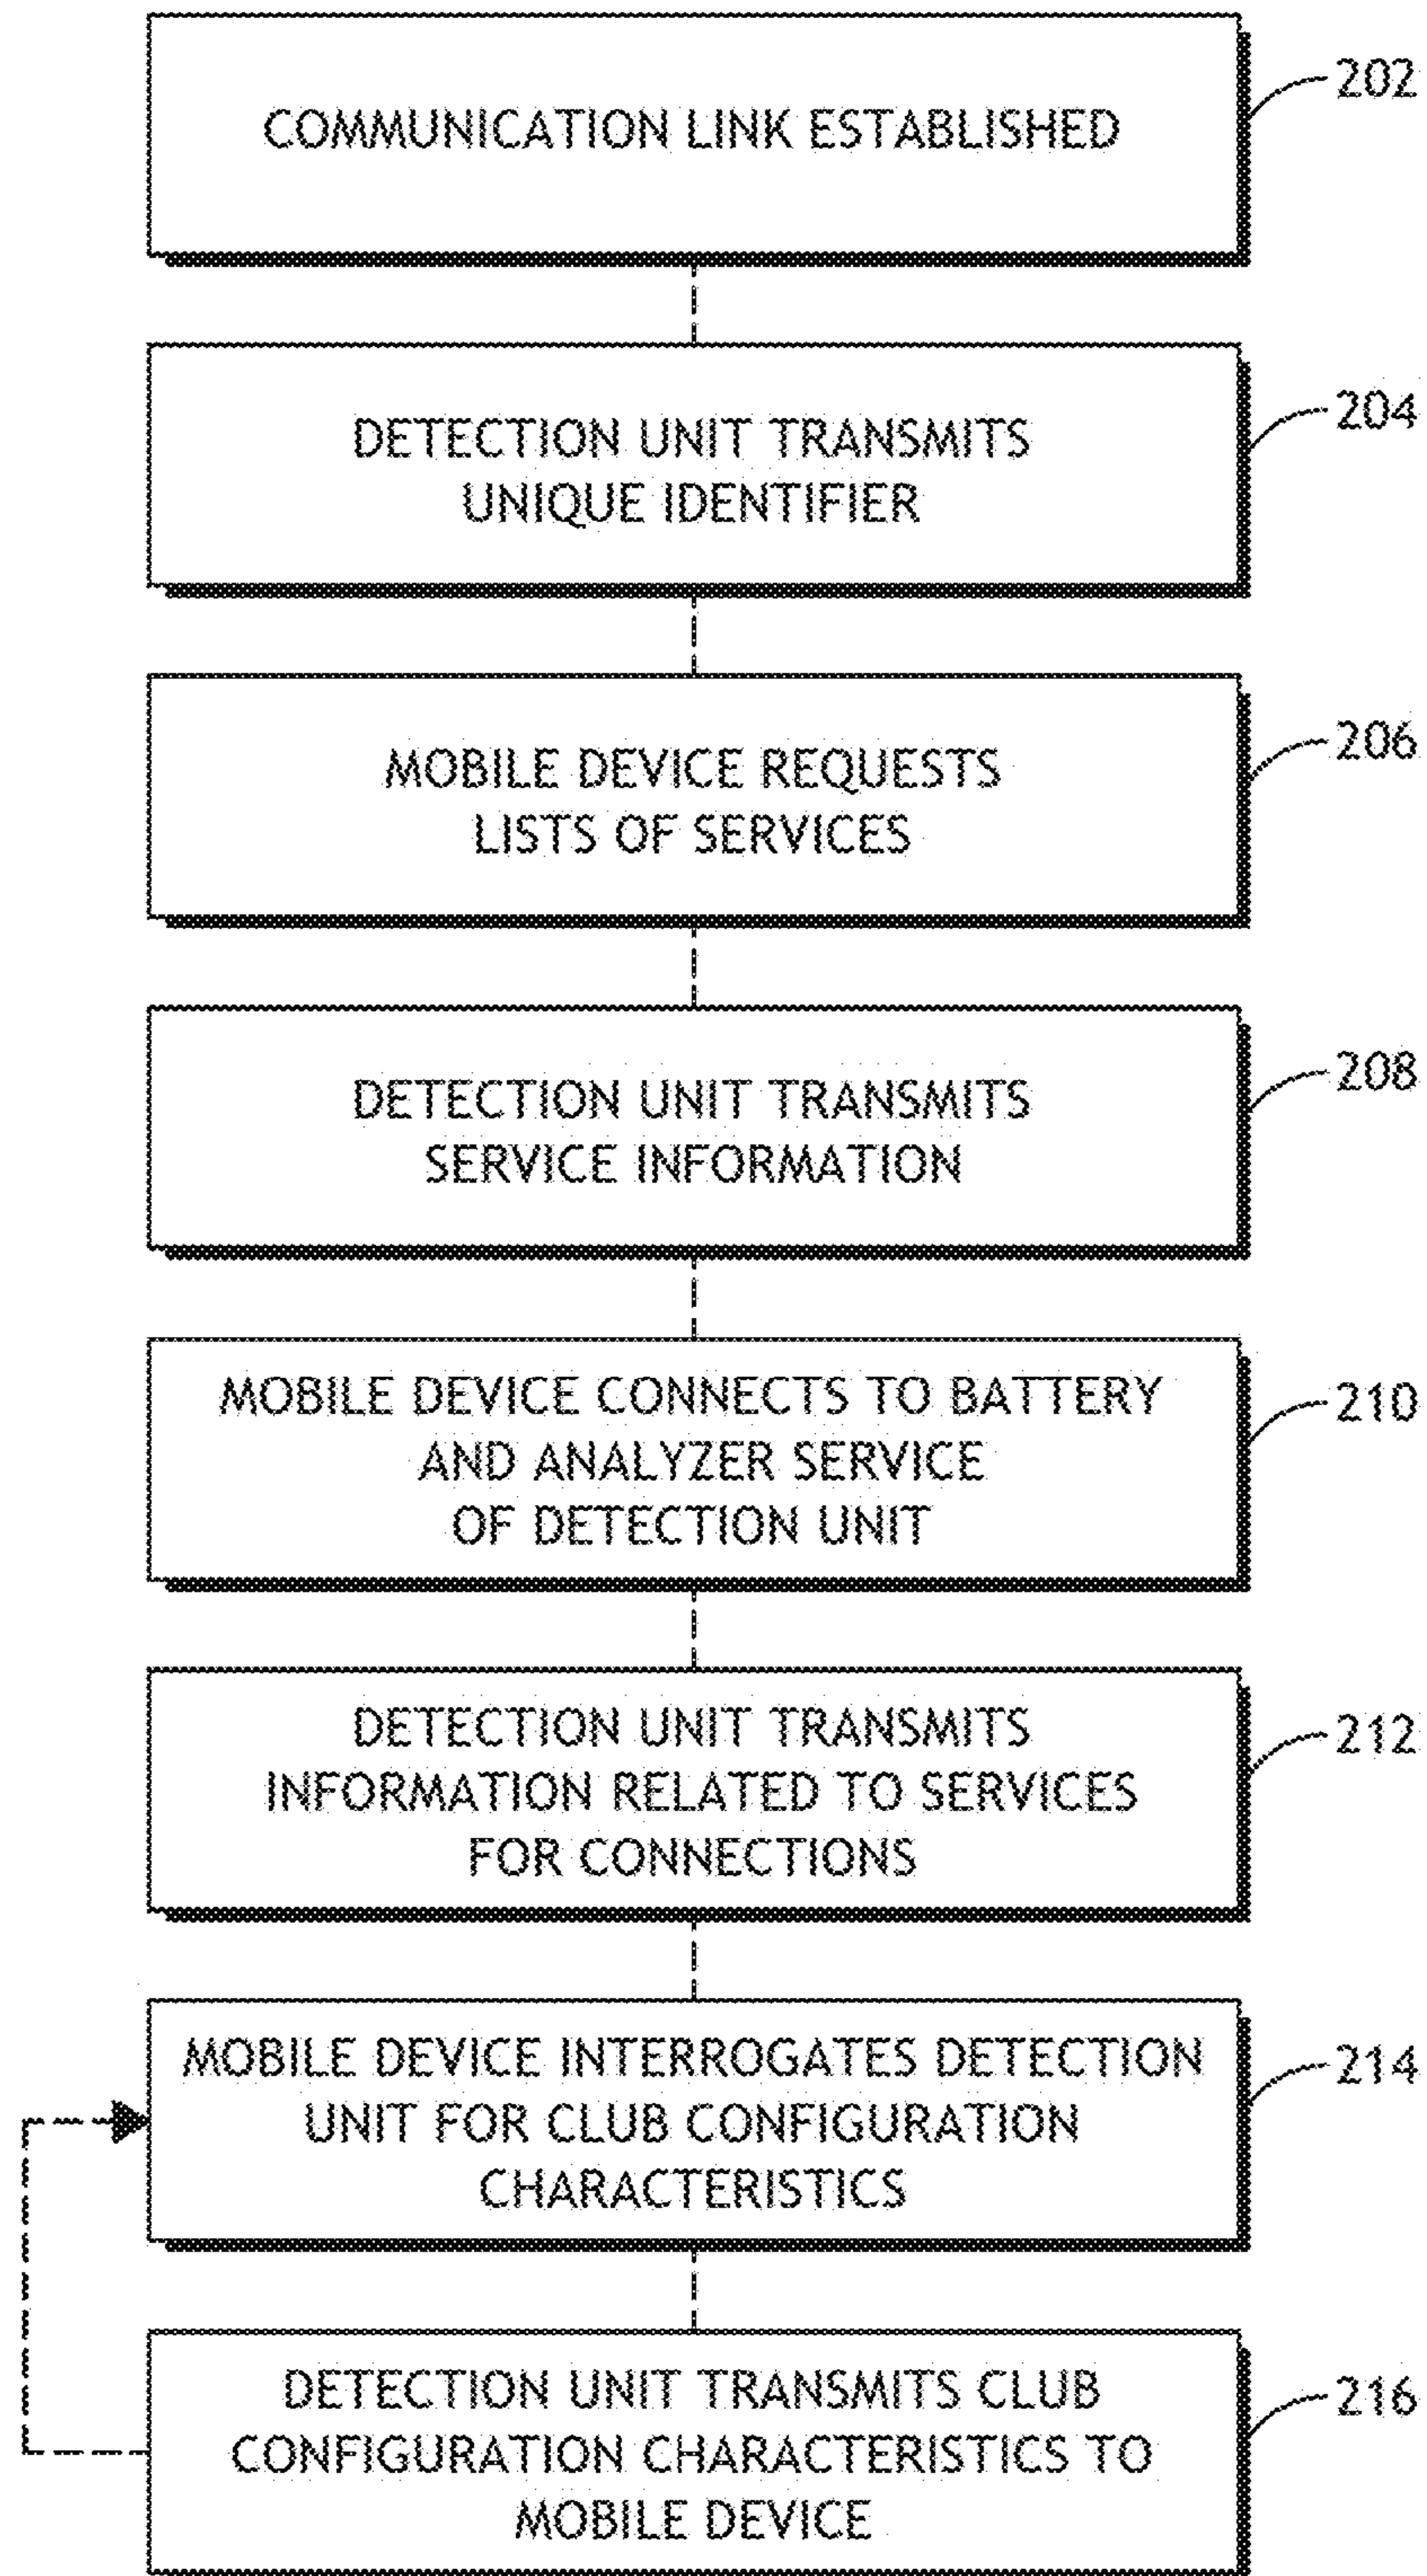 COMMUNICATION LINK ESTABLISHED
202
DETECTION UNIT TRANSMITS
UNIQUE IDENTIFIER
204
MOBILE DEVICE REQUESTS
LISTS OF SERVICES
206
DETECTION UNIT TRANSMITS
SERVICE INFORMATION
208
MOBILE DEVICE CONNECTS TO BATTERY
AND ANALYZER SERVICE
OF DETECTION UNIT
210
DETECTION UNIT TRANSMITS
INFORMATION RELATED TO SERVICES
FOR CONNECTIONS
212
MOBILE DEVICE INTERROGATES DETECTION
UNIT FOR CLUB CONFIGURATION
CHARACTERISTICS
214
DETECTION UNIT TRANSMITS CLUB
CONFIGURATION CHARACTERISTICS TO
MOBILE DEVICE
216